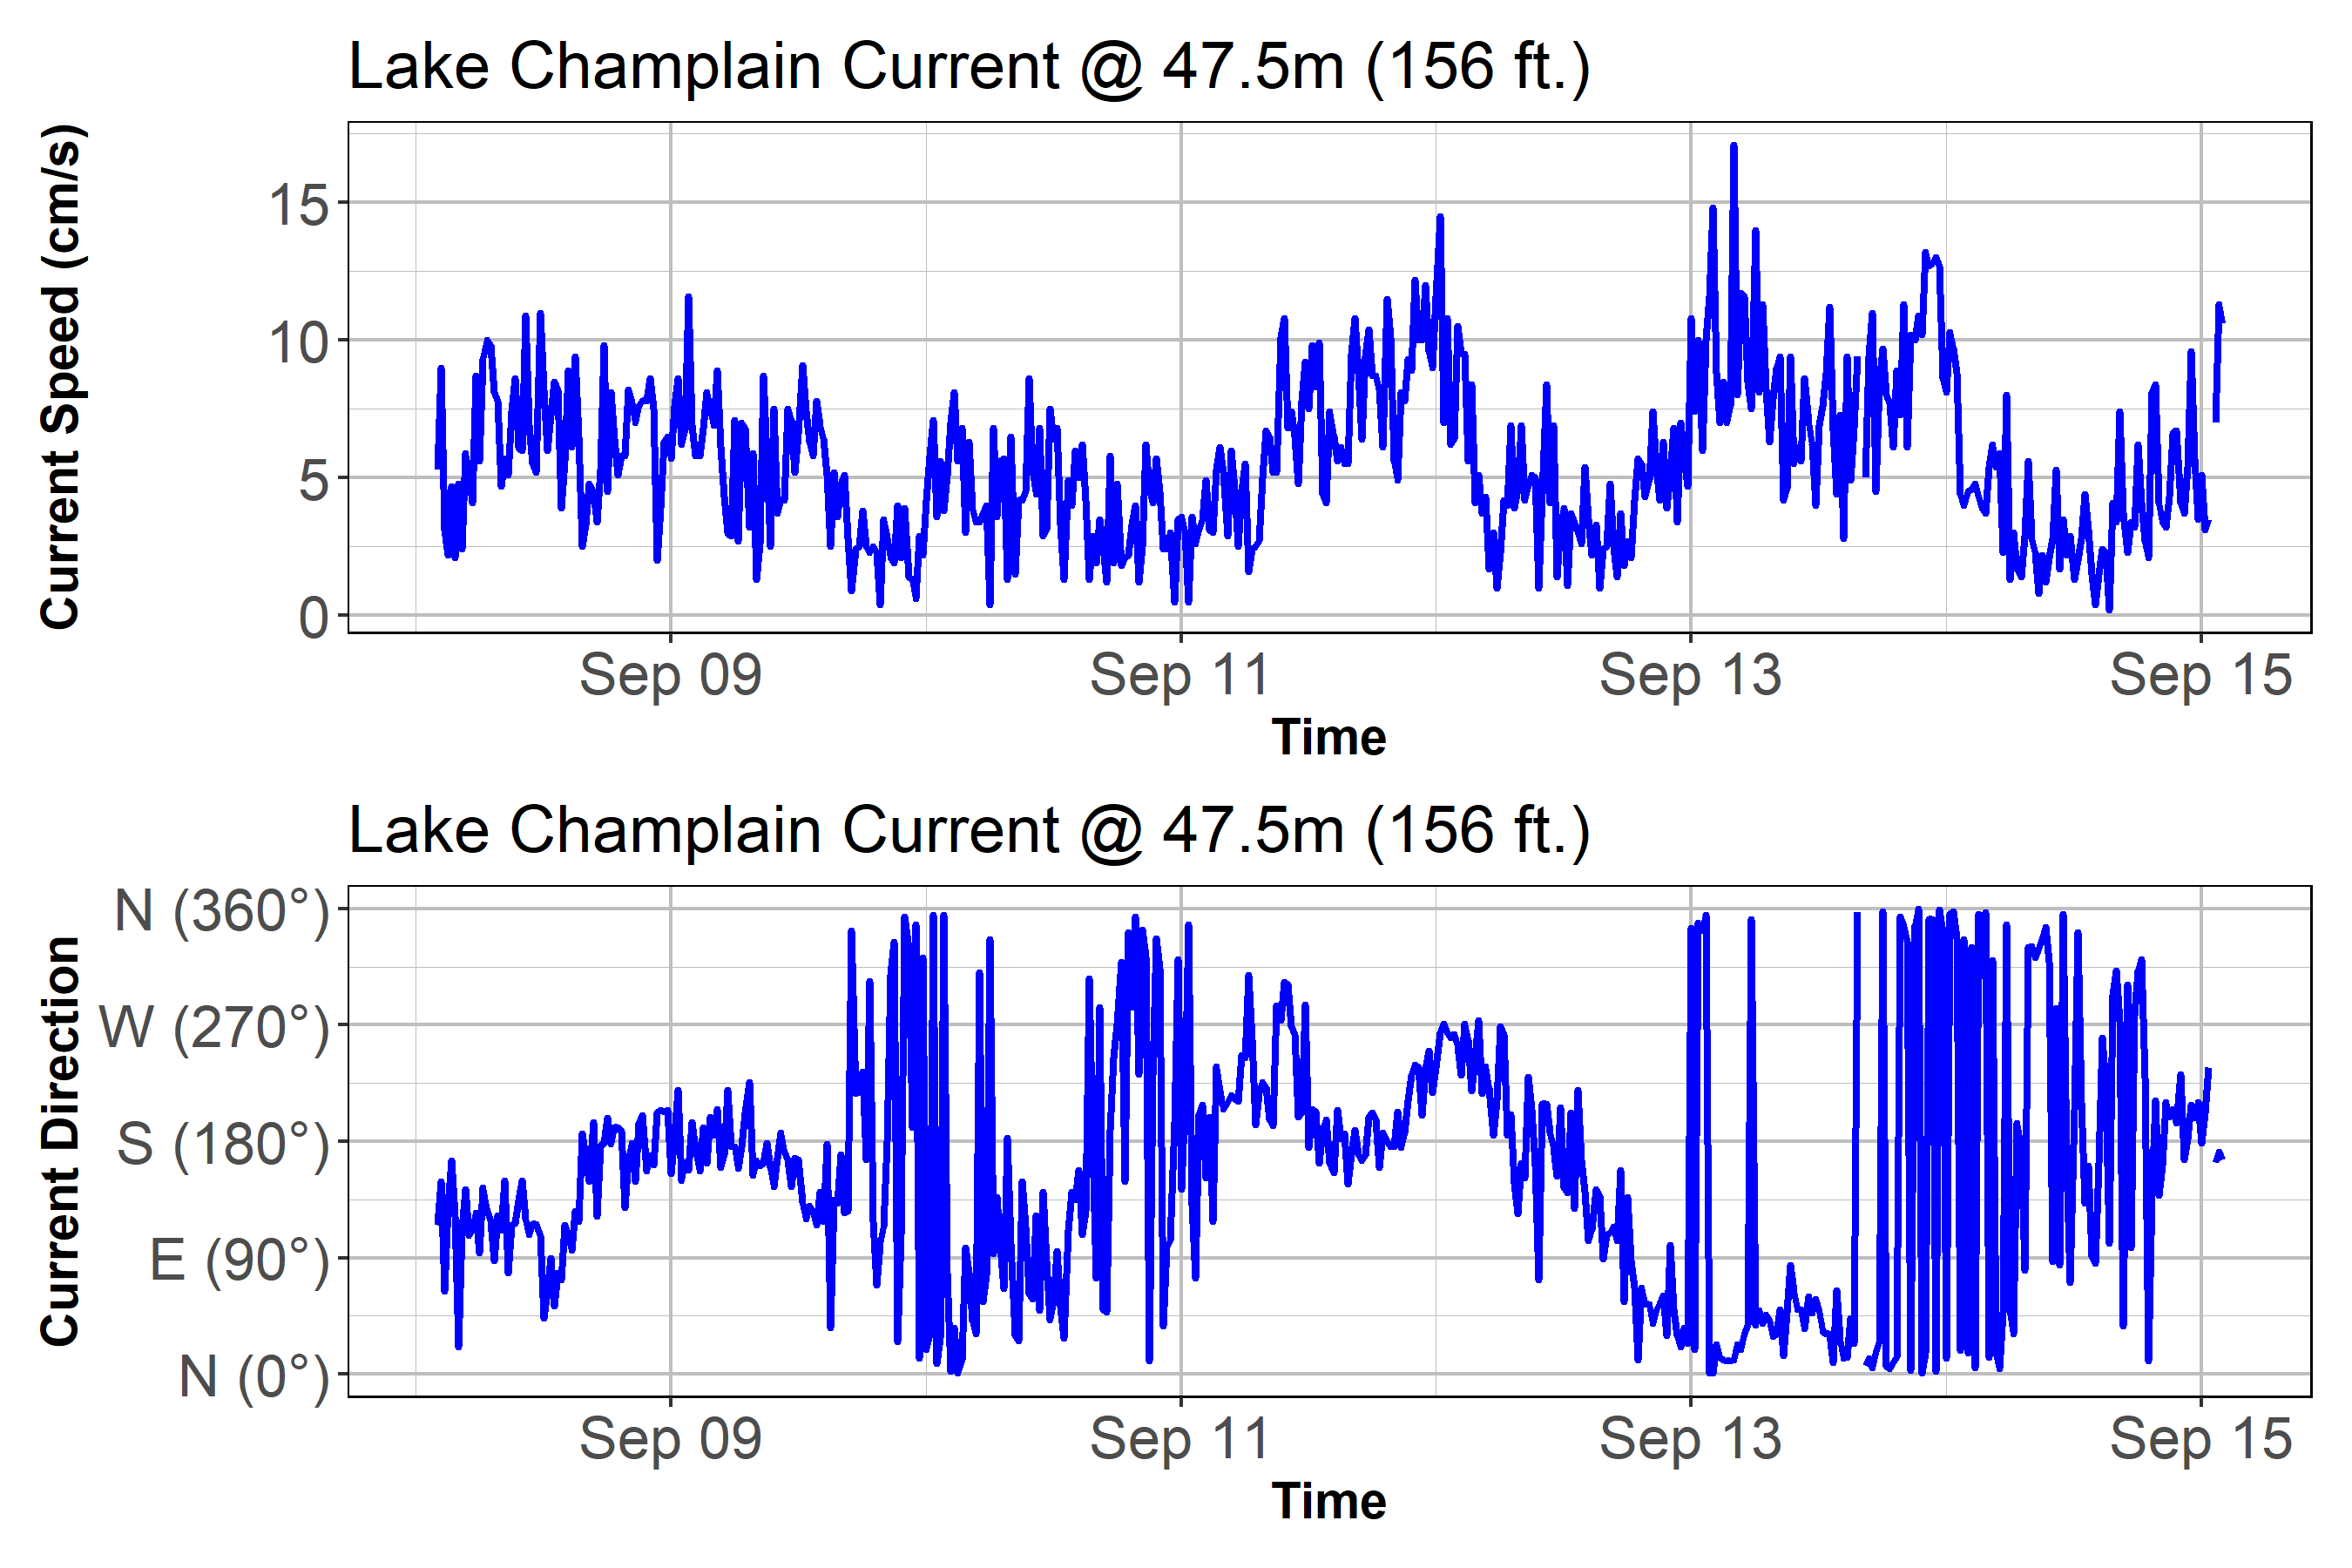 Lake Champlain Current @ 47.5m (156 ft.)
Current Speed (cm/s)
15
10
5
0
Sep 09 Sep 11 Sep 13 Sep 15
Time
Lake Champlain Current @ 47.5m (156 ft.)
Current Direction
N (360°)
W (270°)
S (180°)
E (90°)
N (0°)
Sep 09 Sep 11 Sep 13 Sep 15
Time